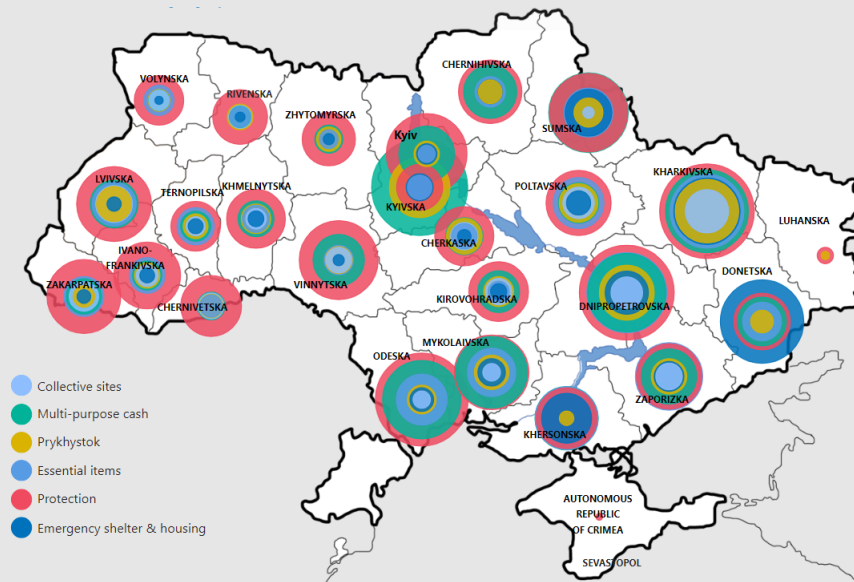 CHERNIHIVSKA
VOLYNSKA
RIVENSKA
ZHYTOMYRSKA
SUMSKA
Kyiv
LVIVSKA
TERNOPILSKA
KHMELNYTSKA
KYIVSKA
POLTAVSKA
KHARKIVSKA
LUHANSKA
CHERKASKA
IVANO-
FRANKIVSKA
ZAKARPATSKA
VINNYTSKA
CHERNIVETSKA
KIROVOHRADSKA
DNIPROPETROVSKA
DONETSKA
MYKOLAIVSKA
ODESKA
ZAPORIZKA
KHERSONSKA
AUTONOMOUS
REPUBLIC
OF CRIMEA
SEVASTOPOL
Collective sites
Multi-purpose cash
Prykhystok
Essential items
Protection
Emergency shelter & housing